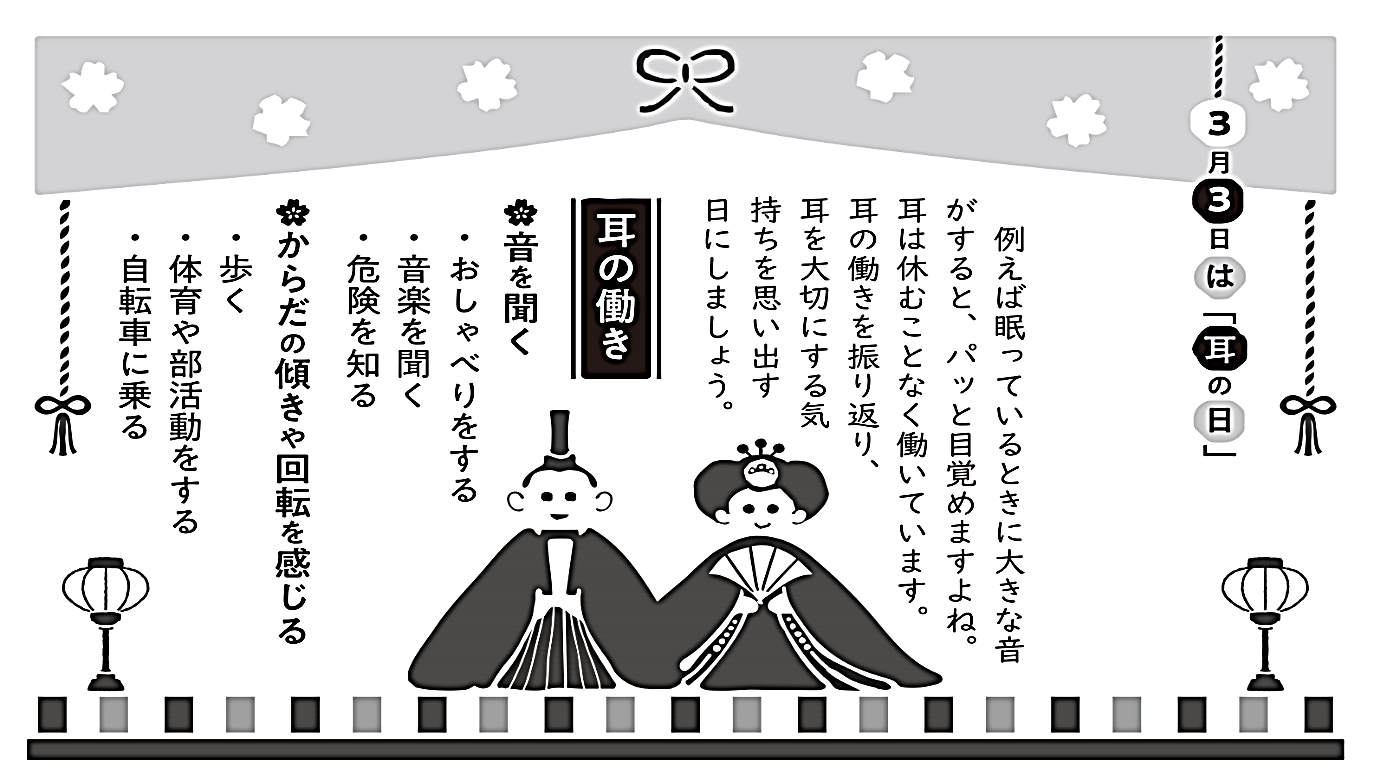 3月3日は「耳の日」
例えば眠っているときに大きな音
がすると、パッと目覚めますよね。
耳は休むことなく働いています。
耳の働きを振り返り、
耳を大切にする気
持ちを思い出す
日にしましょう。
耳の働き
音を聞く
・おしゃべりをする
・音楽を聞く
・危険を知る
からだの傾きや回転を感じる
・歩く
・体育や部活動をする
・自転車に乗る